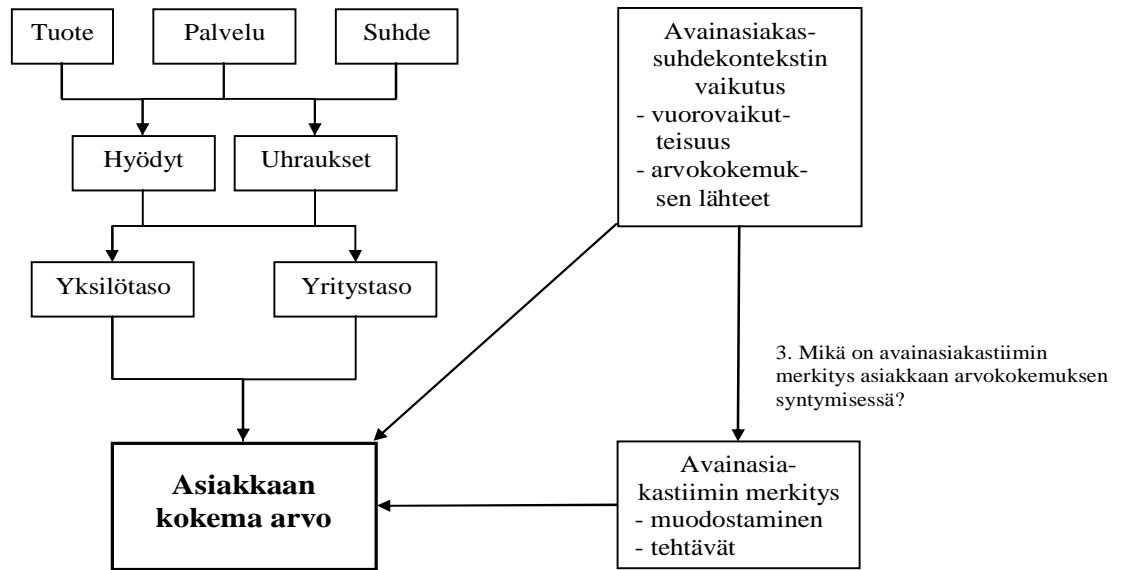 Tuote
Palvelu
Suhde
Hyödyt
Uhraukset
Yksilötaso
Yritystaso
Asiakkaan
kokema arvo
Avainasiakas-
suhdekontekstin
vaikutus
- vuorovaikut-
teisuus
- arvokokemuk-
sen lähteet
3. Mikä on avainasiakastiimin
merkitys asiakkaan arvokokemuksen
syntymisessä?
Avainasia-
kastiimin merkitys
- muodostaminen
- tehtävät